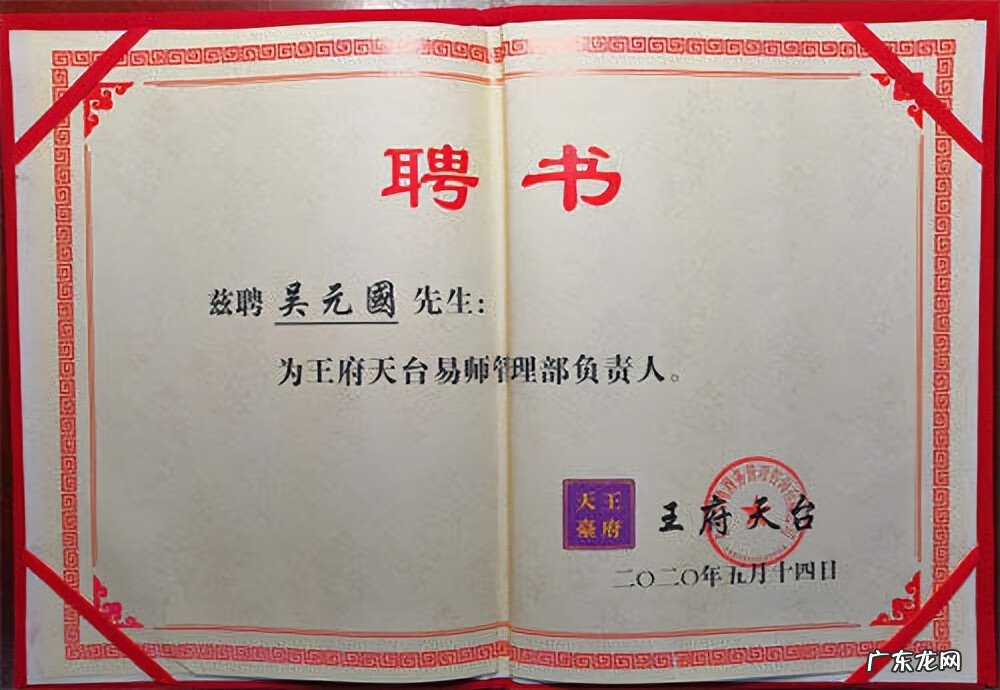 聘书
兹聘 吴元國 先生：
为王府天台易师管理部负责人。
天王
臺府
王府天台
二〇二〇年五月十四日
广东龙网